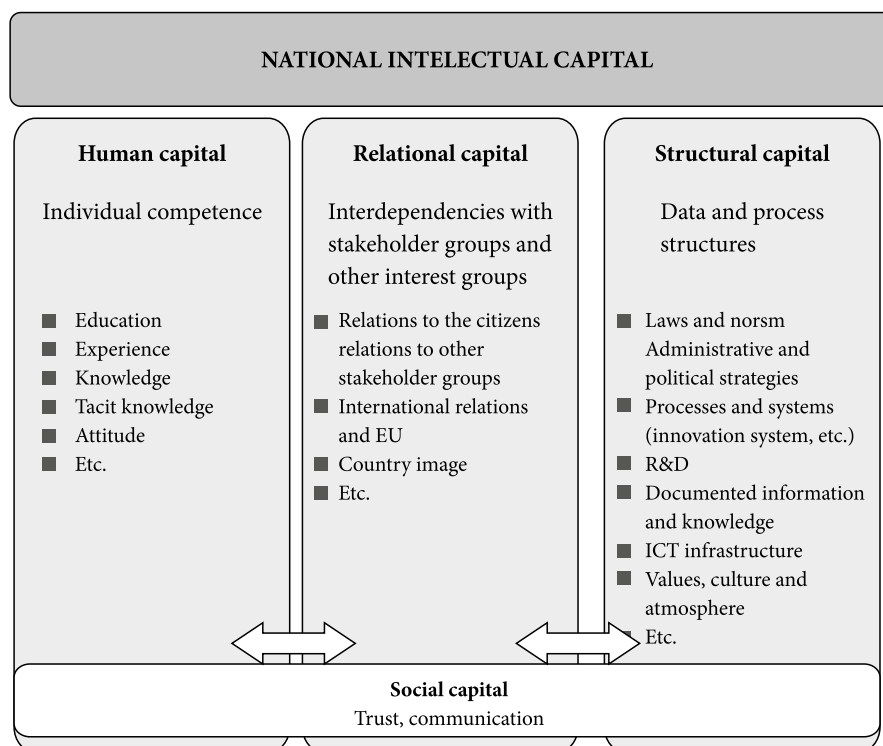 NATIONAL INTELECTUAL CAPITAL
Human capital
Individual competence
Education
Experience
Knowledge
Tacit knowledge
Attitude
Etc.
Relational capital
Interdependencies with
stakeholder groups and
other interest groups
Relations to the citizens
relations to other
stakeholder groups
International relations
and EU
Country image
Etc.
Structural capital
Data and process
structures
Laws and norsm
Administrative and
political strategies
Processes and systems
(innovation system, etc.)
R&D
Documented information
and knowledge
ICT infrastructure
Values, culture and
atmosphere
Etc.
Social capital
Trust, communication